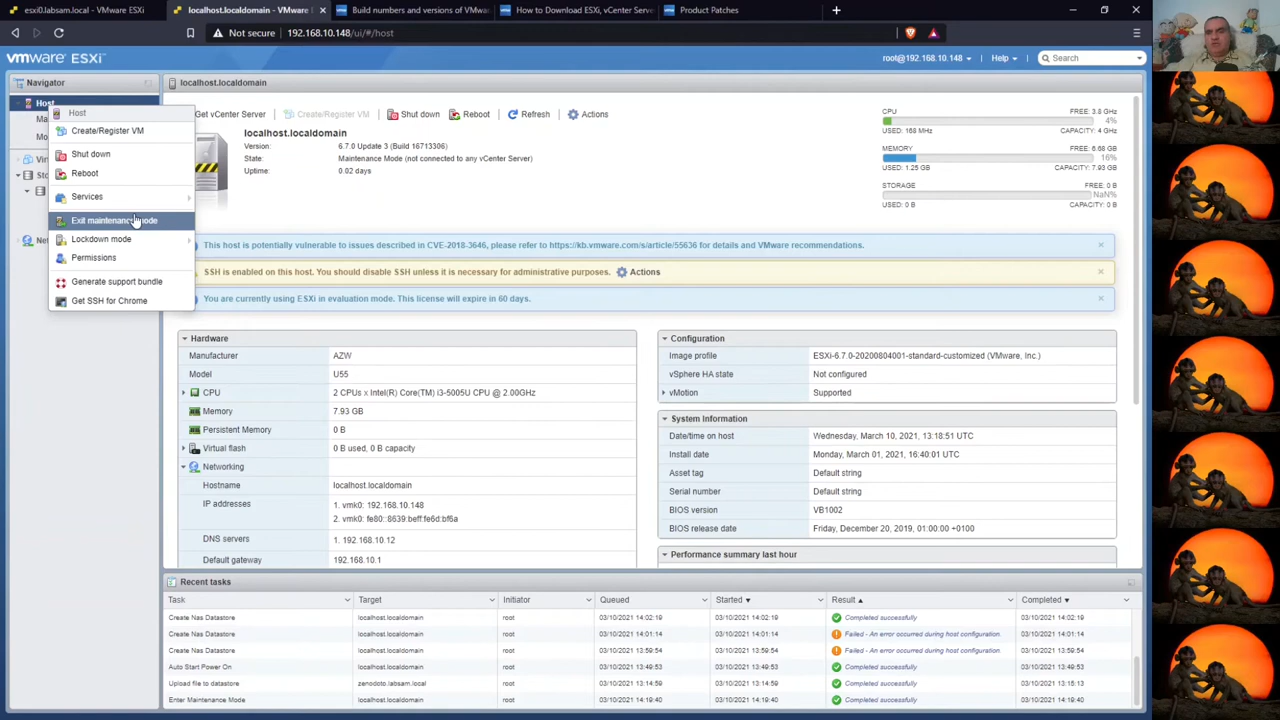 esxi0.labsam.local - VMware ESXi
localhost.localdomain - VMware E
Build numbers and versions of VMwa
How to Download ESXi, vCenter Serv
Product Patches
Not secure 192.168.10.148/ui/#/host
vmware ESXi
root@192.168.10.148
Help
Search
Navigator
localhost.localdomain
Host
Ma
Mo
Virt
Sto
Net
Host
Create/Register VM
Shut down
Reboot
Services
Exit maintenance mode
Lockdown mode
Permissions
Generate support bundle
Get SSH for Chrome
Get vCenter Server
Create/Register VM
Shut down
Reboot
Refresh
Actions
localhost.localdomain
Version: 6.7.0 Update 3 (Build 16713306)
State: Maintenance Mode (not connected to any vCenter Server)
Uptime: 0.02 days
CPU FREE: 3.8 GHz
4%
USED: 168 MHz CAPACITY: 4 GHz
MEMORY FREE: 6.68 GB
16%
USED: 1.25 GB CAPACITY: 7.93 GB
STORAGE FREE: 0 B
NaN%
USED: 0 B CAPACITY: 0 B
This host is potentially vulnerable to issues described in CVE-2018-3646, please refer to https://kb.vmware.com/s/article/55636 for details and VMware recommendations.
SSH is enabled on this host. You should disable SSH unless it is necessary for administrative purposes. Actions
You are currently using ESXi in evaluation mode. This license will expire in 60 days.
Hardware
Manufacturer AZW
Model U55
CPU 2 CPUs x Intel(R) Core(TM) i3-5005U CPU @ 2.00GHz
Memory 7.93 GB
Persistent Memory 0 B
Virtual flash 0 B used, 0 B capacity
Networking
Hostname localhost.localdomain
IP addresses 1. vmk0: 192.168.10.148
2. vmk0: fe80::8639:beff:fe6d:bf6a
DNS servers 1. 192.168.10.12
Default gateway 192.168.10.1
Configuration
Image profile ESXi-6.7.0-20200804001-standard-customized (VMware, Inc.)
vSphere HA state Not configured
vMotion Supported
System Information
Date/time on host Wednesday, March 10, 2021, 13:18:51 UTC
Install date Monday, March 01, 2021, 16:40:01 UTC
Asset tag Default string
Serial number Default string
BIOS version VB1002
BIOS release date Friday, December 20, 2019, 01:00:00 +0100
Performance summary last hour
Recent tasks
Task Target Initiator Queued Started Result Completed
Create Nas Datastore localhost.localdomain root 03/10/2021 14:02:19 03/10/2021 14:02:19 Completed successfully 03/10/2021 14:02:19
Create Nas Datastore localhost.localdomain root 03/10/2021 14:01:14 03/10/2021 14:01:14 Failed - An error occurred during host configuration. 03/10/2021 14:01:14
Create Nas Datastore localhost.localdomain root 03/10/2021 13:59:54 03/10/2021 13:59:54 Failed - An error occurred during host configuration. 03/10/2021 13:59:54
Auto Start Power On localhost.localdomain root 03/10/2021 13:49:53 03/10/2021 13:49:53 Completed successfully 03/10/2021 13:49:53
Upload file to datastore zenodoto./labsam.local root 03/10/2021 13:14:59 03/10/2021 13:14:59 Completed successfully 03/10/2021 13:15:13
Enter Maintenance Mode localhost.localdomain root 03/10/2021 14:19:40 03/10/2021 14:19:40 Completed successfully 03/10/2021 14:19:40